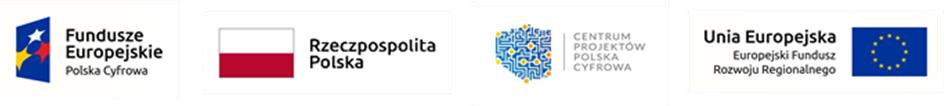 Fundusze
Europejskie
Polska Cyfrowa
Rzeczpospolita
Polska
CENTRUM
PROJEKTÓW
POLSKA
CYFROWA
Unia Europejska
Europejski Fundusz
Rozwoju Regionalnego